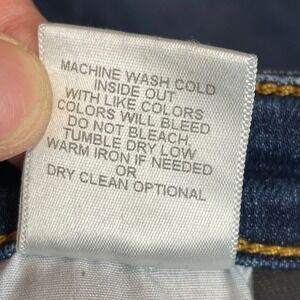 MACHINE WASH COLD
INSIDE OUT
WITH LIKE COLORS
COLORS WILL BLEED
DO NOT BLEACH,
TUMBLE DRY LOW
WARM IRON IF NEEDED
OR
DRY CLEAN OPTIONAL